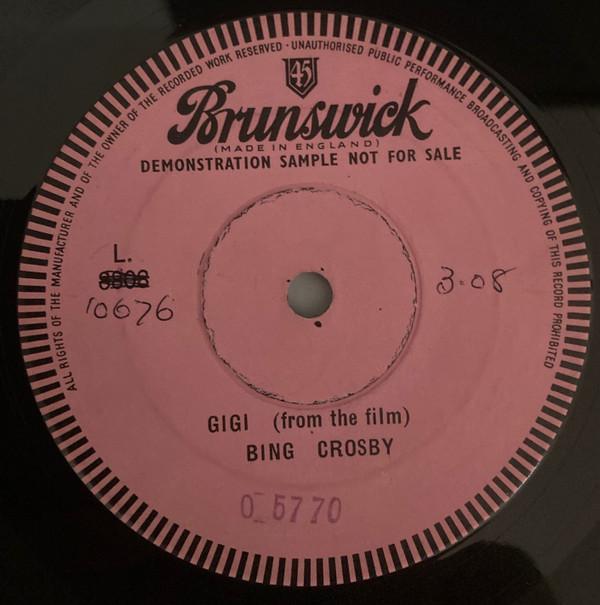 ALL RIGHTS OF THE MANUFACTURER AND OF THE OWNER OF THE RECORDED WORK RESERVED · UNAUTHORISED PUBLIC PERFORMANCE BROADCASTING AND COPYING OF THIS RECORD PROHIBITED
45
Brunswick
(MADE IN ENGLAND)
DEMONSTRATION SAMPLE NOT FOR SALE
L.
10676
3.08
GIGI (from the film)
BING CROSBY
O 5770